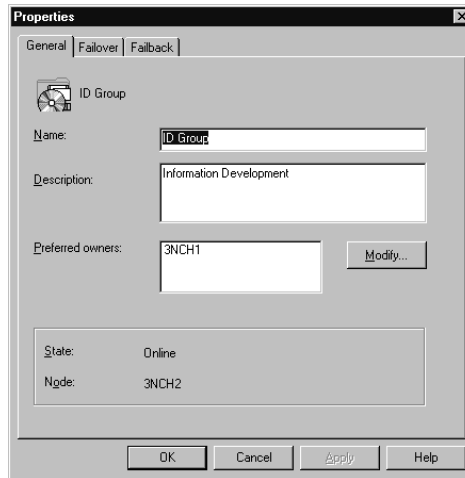 Properties
General Failover Failback
ID Group
Name: ID Group
Description: Information Development
Preferred owners: 3NCH1 Modify...
State: Online
Node: 3NCH2
OK Cancel Apply Help